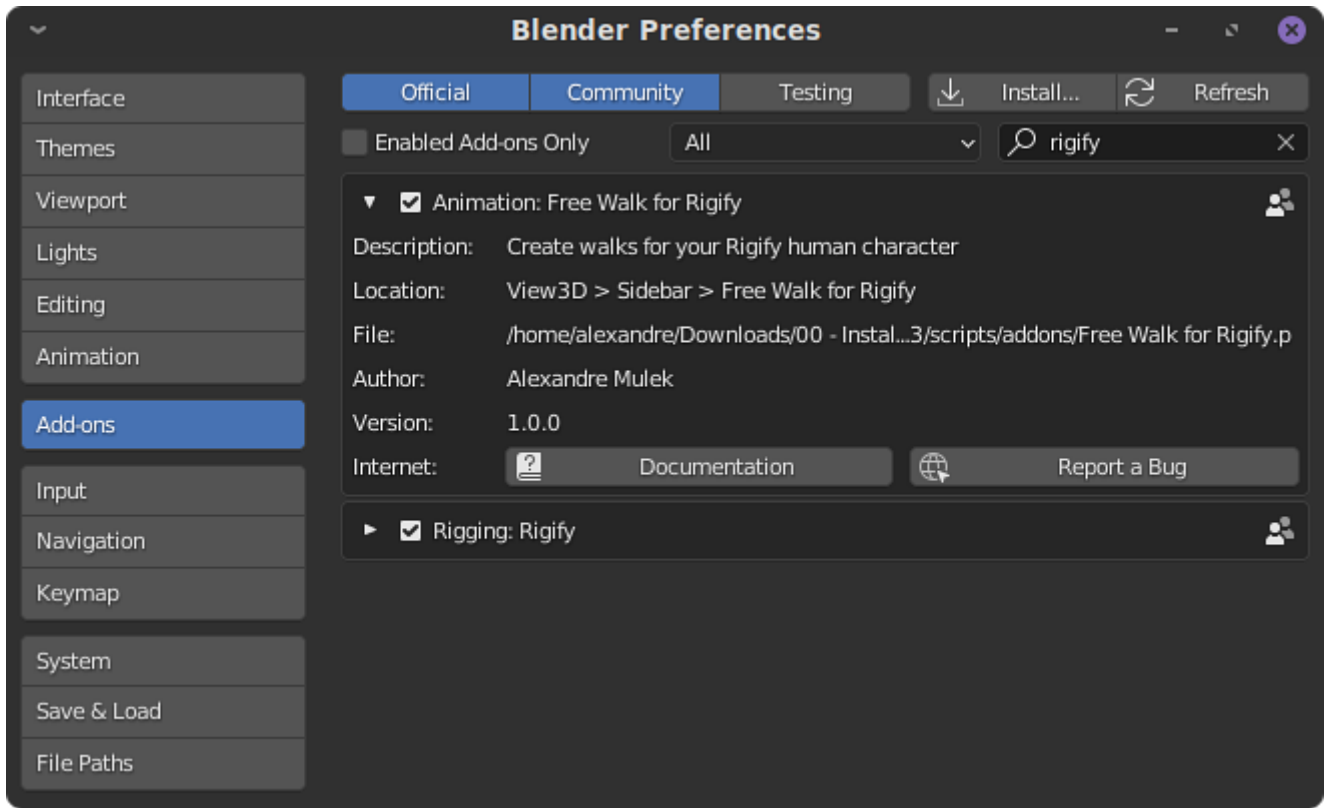 Blender Preferences
Interface
Themes
Viewport
Lights
Editing
Animation
Add-ons
Input
Navigation
Keymap
System
Save & Load
File Paths
Official Community Testing Install... Refresh
Enabled Add-ons Only All rigify
Animation: Free Walk for Rigify
Description: Create walks for your Rigify human character
Location: View3D > Sidebar > Free Walk for Rigify
File: /home/alexandre/Downloads/00 - Instal...3/scripts/addons/Free Walk for Rigify.p
Author: Alexandre Mulek
Version: 1.0.0
Internet: Documentation Report a Bug
Rigging: Rigify